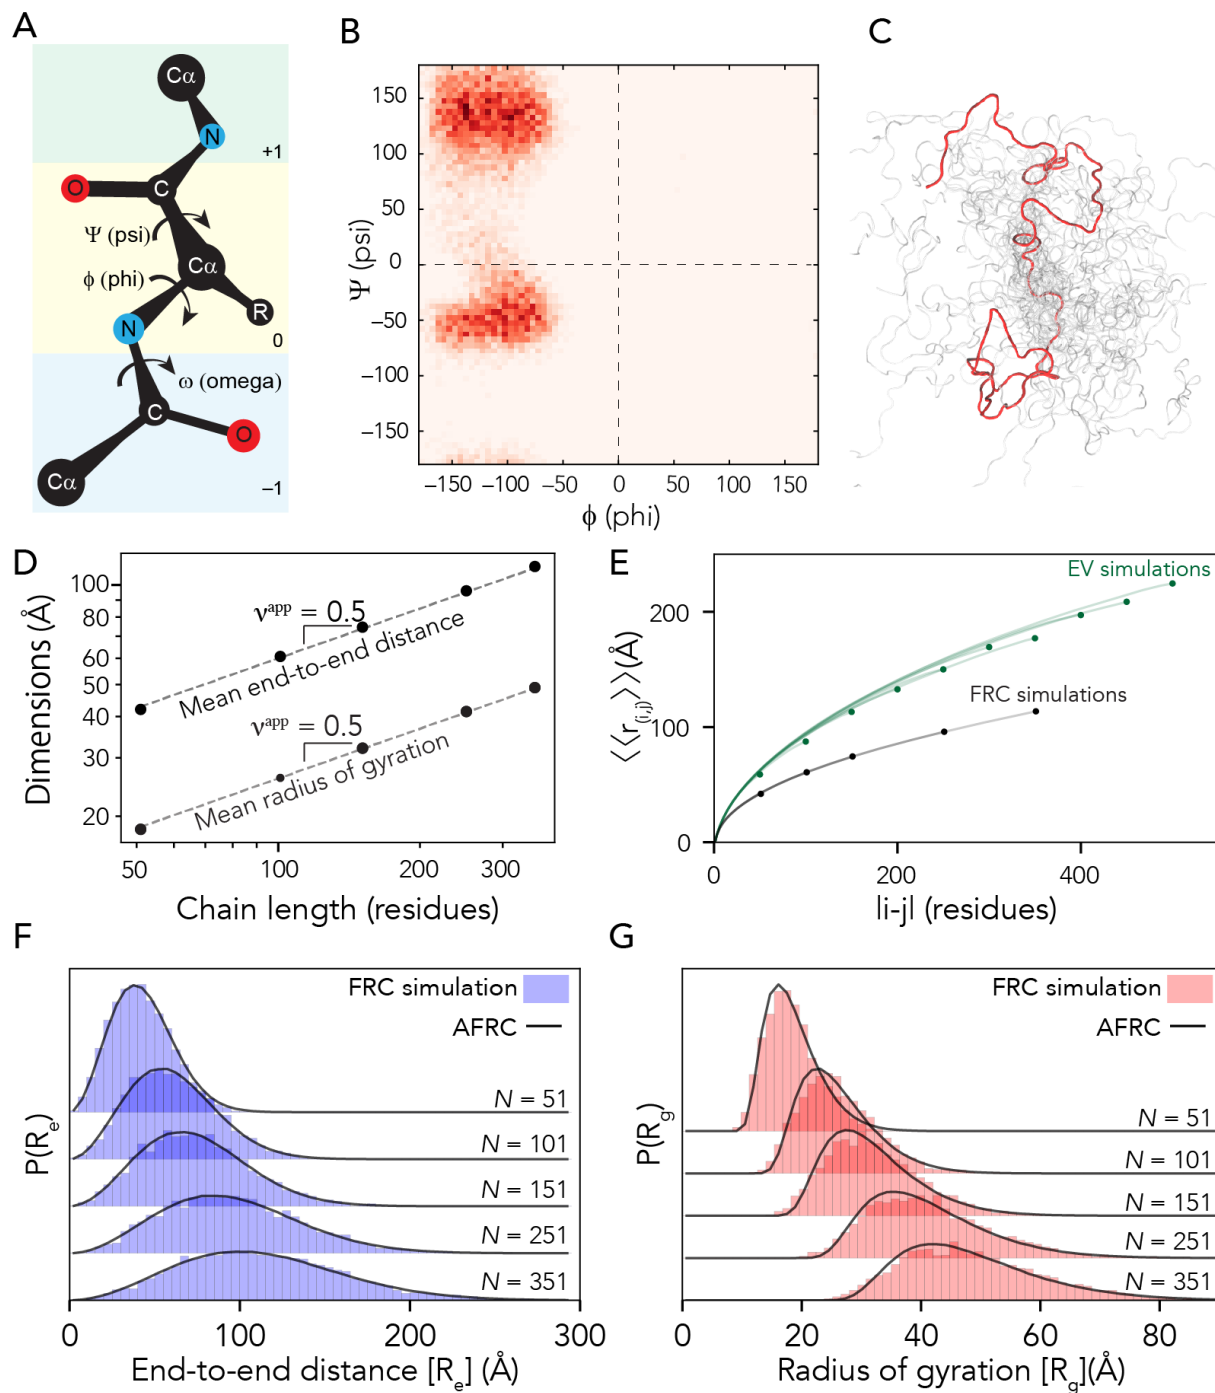 A
Cα
N
+1
O
C
Ψ (psi)
Cα
ϕ (phi)
R
N
0
ω (omega)
C
O
Cα
−1
B
150
100
50
0
−50
−100
−150
Ψ (psi)
−150
−100
−50
0
50
100
150
ϕ (phi)
C
D
100
80
60
50
40
30
20
Dimensions (Å)
νapp = 0.5
Mean end-to-end distance
νapp = 0.5
Mean radius of gyration
50
100
200
300
Chain length (residues)
E
EV simulations
FRC simulations
200
100
0
⟨⟨r(i,j)⟩⟩(Å)
0
200
400
|i-j| (residues)
F
FRC simulation
AFRC
N = 51
N = 101
N = 151
N = 251
N = 351
P(Re)
0
100
200
300
End-to-end distance [Re] (Å)
G
FRC simulation
AFRC
N = 51
N = 101
N = 151
N = 251
N = 351
P(Rg)
0
20
40
60
80
Radius of gyration [Rg](Å)